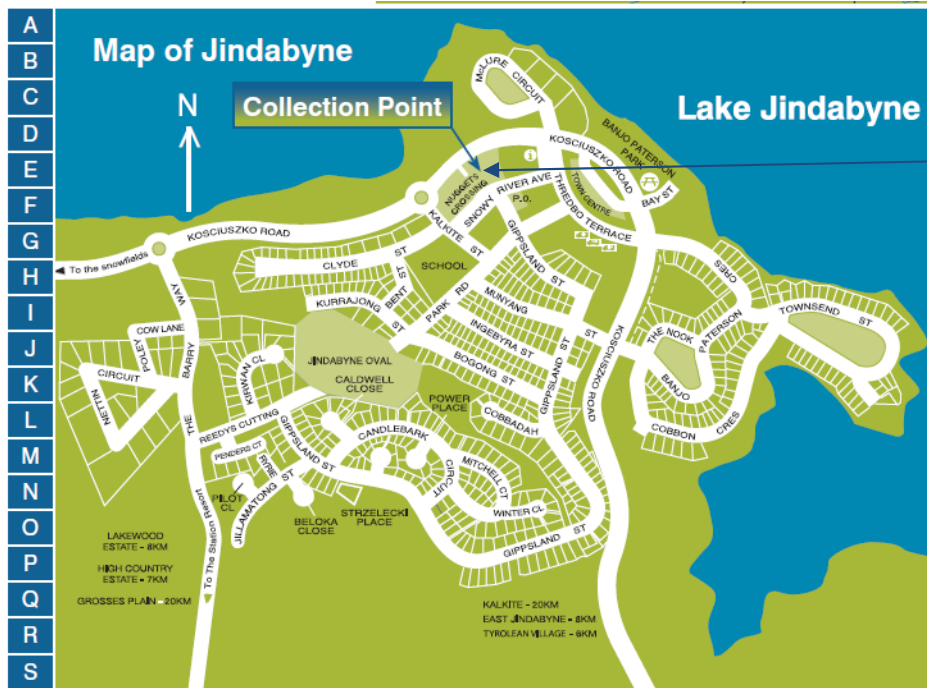 A
B
C
D
E
F
G
H
I
J
K
L
M
N
O
P
Q
R
S
Map of Jindabyne
N
Collection Point
Lake Jindabyne
McLURE CIRCUIT
KOSCIUSZKO ROAD
BANJO PATERSON
PARK
i
TOWN CENTRE
BAY ST
NUGGETS
CROSSING
SNOWY RIVER AVE
P.O.
THREDBO TERRACE
KALKITE ST
GIPPSLAND ST
KOSCIUSZKO ROAD
To the snowfields
CLYDE ST
SCHOOL
BENT ST
KURRAJONG ST
PARK RD
MUNYANG ST
INGEBYRA ST
BOGONG ST
GIPPSLAND ST
KOSCIUSZKO ROAD
CRES
TOWNSEND ST
THE NOOK
PATERSON
BANJO
COBBON CRES
THE BARRY WAY
COW LANE
POLEY
NETTIN CIRCUIT
KIRWAN CL
JINDABYNE OVAL
CALDWELL
CLOSE
POWER
PLACE
COBBADAH
REEDYS CUTTING
GIPPSLAND ST
CANDLEBARK
CIRCUIT
MITCHELL CT
PENDERS CT
RYRIE
JILLAMATONG ST
PILOT
CL
BELOKA
CLOSE
STRZELECKI
PLACE
WINTER CL
GIPPSLAND ST
To The Station Resort
LAKEWOOD
ESTATE - 8KM
HIGH COUNTRY
ESTATE - 7KM
GROSSES PLAIN - 20KM
KALKITE - 20KM
EAST JINDABYNE - 8KM
TYROLEAN VILLAGE - 6KM